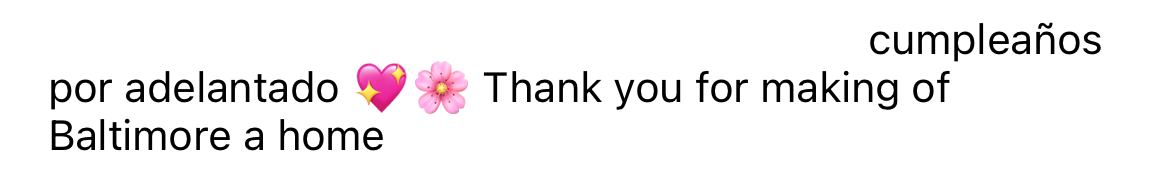 cumpleaños
por adelantado 💖🌸 Thank you for making of
Baltimore a home